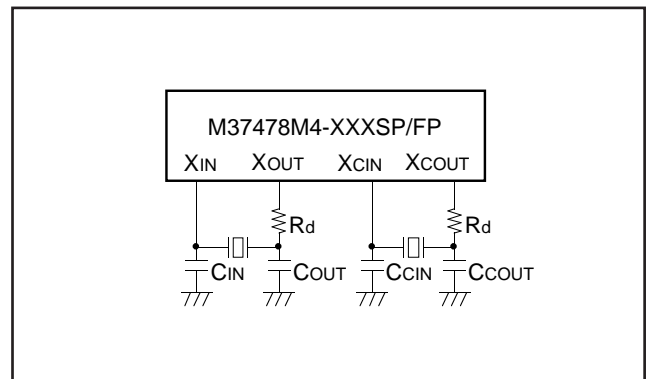 M37478M4-XXXSP/FP
XIN XOUT XCIN XCOUT
Rd Rd
CIN COUT CCIN CCOUT